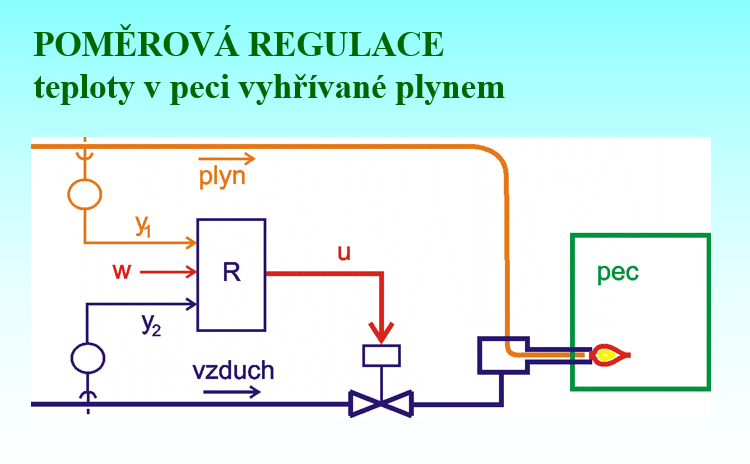 POMĚROVÁ REGULACE
teploty v peci vyhřívané plynem
plyn
y1
w
R
u
pec
y2
vzduch